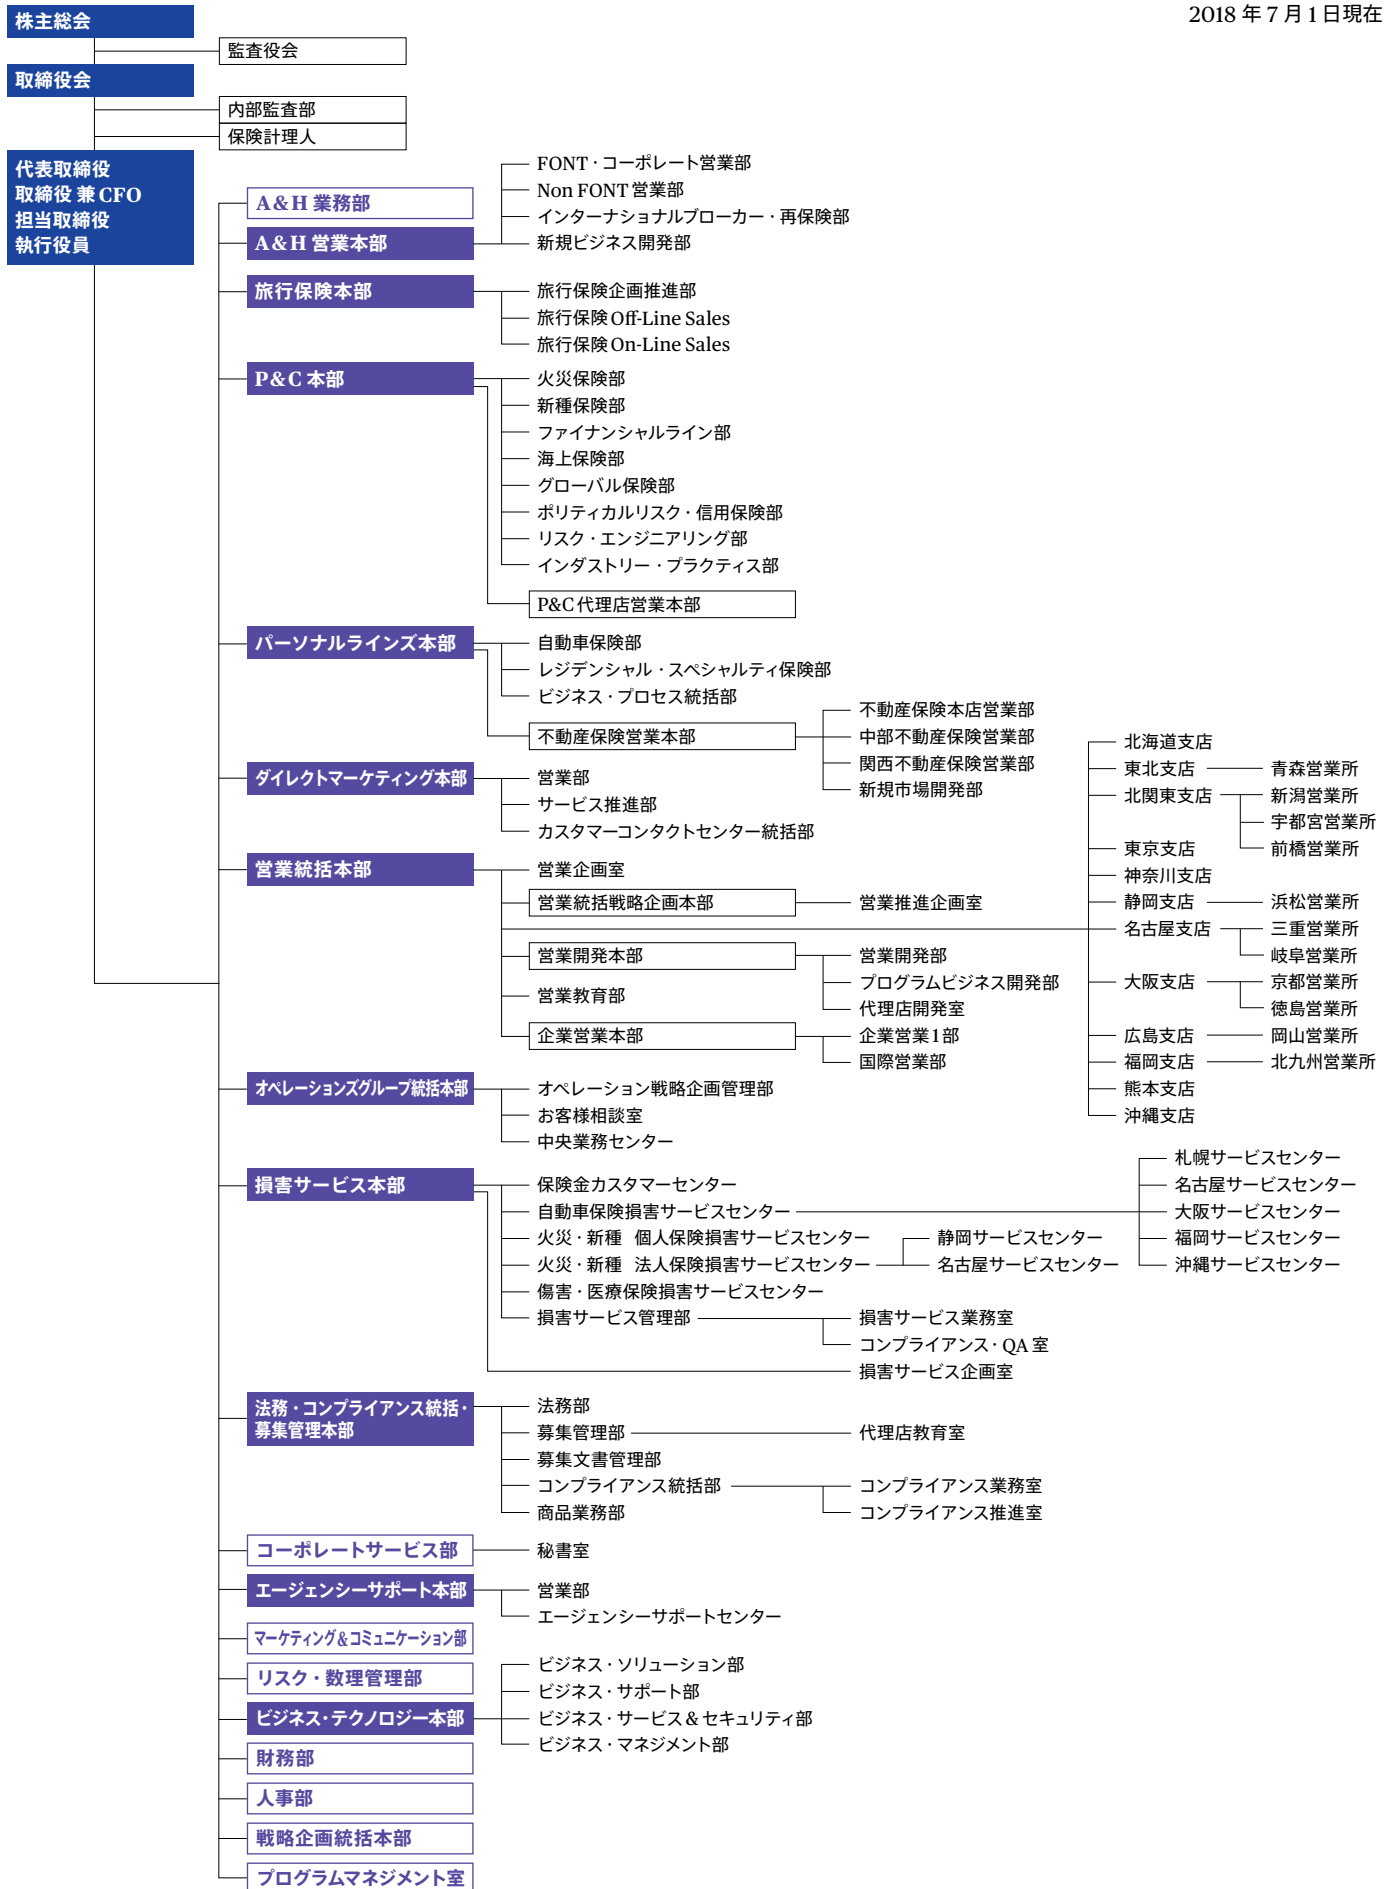 2018年7月1日現在
株主総会
監査役会
取締役会
内部監査部
保険計理人
代表取締役
取締役 兼 CFO
担当取締役
執行役員
A&H 業務部
A&H 営業本部
FONT・コーポレート営業部
Non FONT 営業部
インターナショナルブローカー・再保険部
新規ビジネス開発部
旅行保険本部
旅行保険企画推進部
旅行保険 Off-Line Sales
旅行保険 On-Line Sales
P&C 本部
火災保険部
新種保険部
ファイナンシャルライン部
海上保険部
グローバル保険部
ポリティカルリスク・信用保険部
リスク・エンジニアリング部
インダストリー・プラクティス部
P&C 代理店営業本部
パーソナルラインズ本部
自動車保険部
レジデンシャル・スペシャルティ保険部
ビジネス・プロセス統括部
不動産保険営業本部
不動産保険本店営業部
中部不動産保険営業部
関西不動産保険営業部
新規市場開発部
ダイレクトマーケティング本部
営業部
サービス推進部
カスタマーコンタクトセンター統括部
営業統括本部
営業企画室
営業統括戦略企画本部
営業推進企画室
営業開発本部
営業開発部
プログラムビジネス開発部
代理店開発室
営業教育部
企業営業本部
企業営業1部
国際営業部
北海道支店
東北支店
青森営業所
北関東支店
新潟営業所
宇都宮営業所
前橋営業所
東京支店
神奈川支店
静岡支店
浜松営業所
名古屋支店
三重営業所
岐阜営業所
大阪支店
京都営業所
徳島営業所
広島支店
岡山営業所
福岡支店
北九州営業所
熊本支店
沖縄支店
オペレーションズグループ統括本部
オペレーション戦略企画管理部
お客様相談室
中央業務センター
損害サービス本部
保険金カスタマーセンター
自動車保険損害サービスセンター
札幌サービスセンター
名古屋サービスセンター
大阪サービスセンター
福岡サービスセンター
沖縄サービスセンター
火災・新種 個人保険損害サービスセンター
火災・新種 法人保険損害サービスセンター
静岡サービスセンター
名古屋サービスセンター
傷害・医療保険損害サービスセンター
損害サービス管理部
損害サービス業務室
コンプライアンス・QA 室
損害サービス企画室
法務・コンプライアンス統括・
募集管理本部
法務部
募集管理部
代理店教育室
募集文書管理部
コンプライアンス統括部
コンプライアンス業務室
コンプライアンス推進室
商品業務部
コーポレートサービス部
秘書室
エージェンシーサポート本部
営業部
エージェンシーサポートセンター
マーケティング&コミュニケーション部
リスク・数理管理部
ビジネス・テクノロジー本部
ビジネス・ソリューション部
ビジネス・サポート部
ビジネス・サービス & セキュリティ部
ビジネス・マネジメント部
財務部
人事部
戦略企画統括本部
プログラムマネジメント室